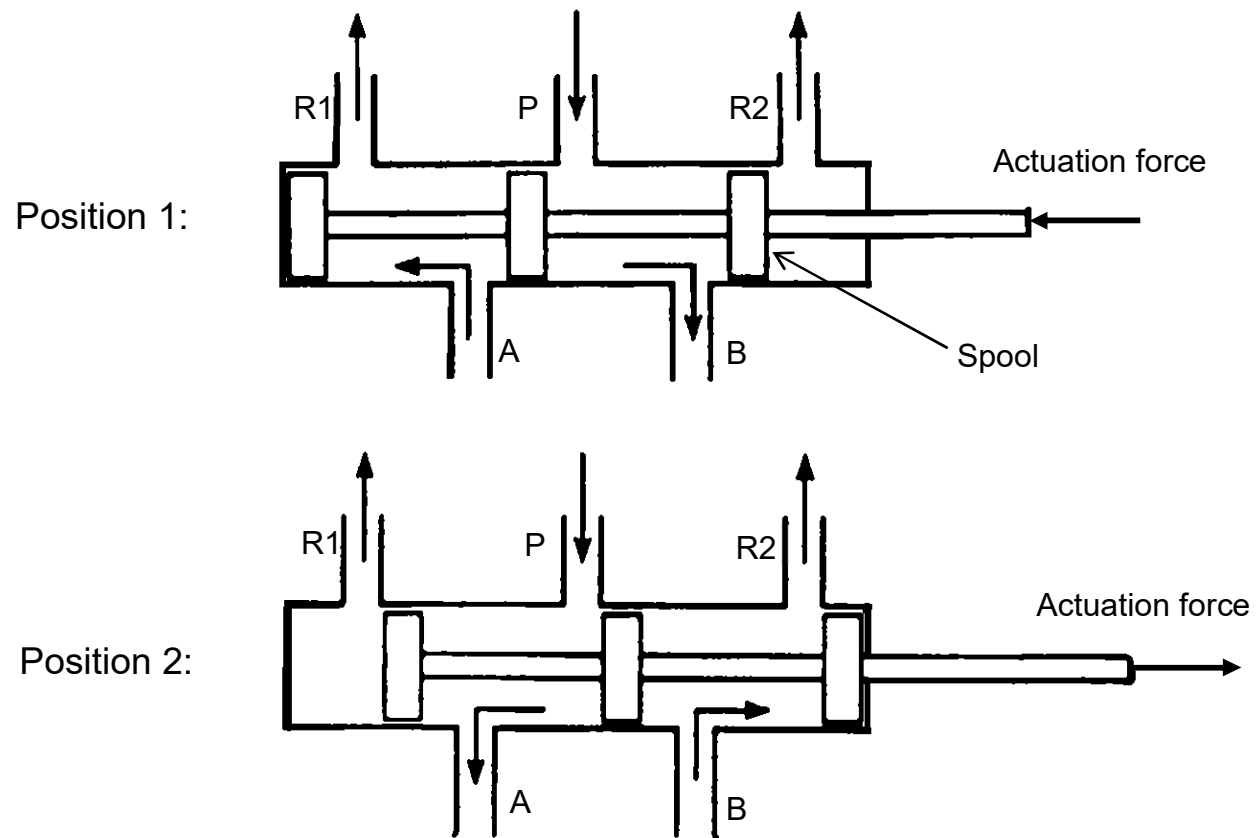 R1
P
R2
Actuation force
Position 1:
A
B
Spool
R1
P
R2
Actuation force
Position 2:
A
B